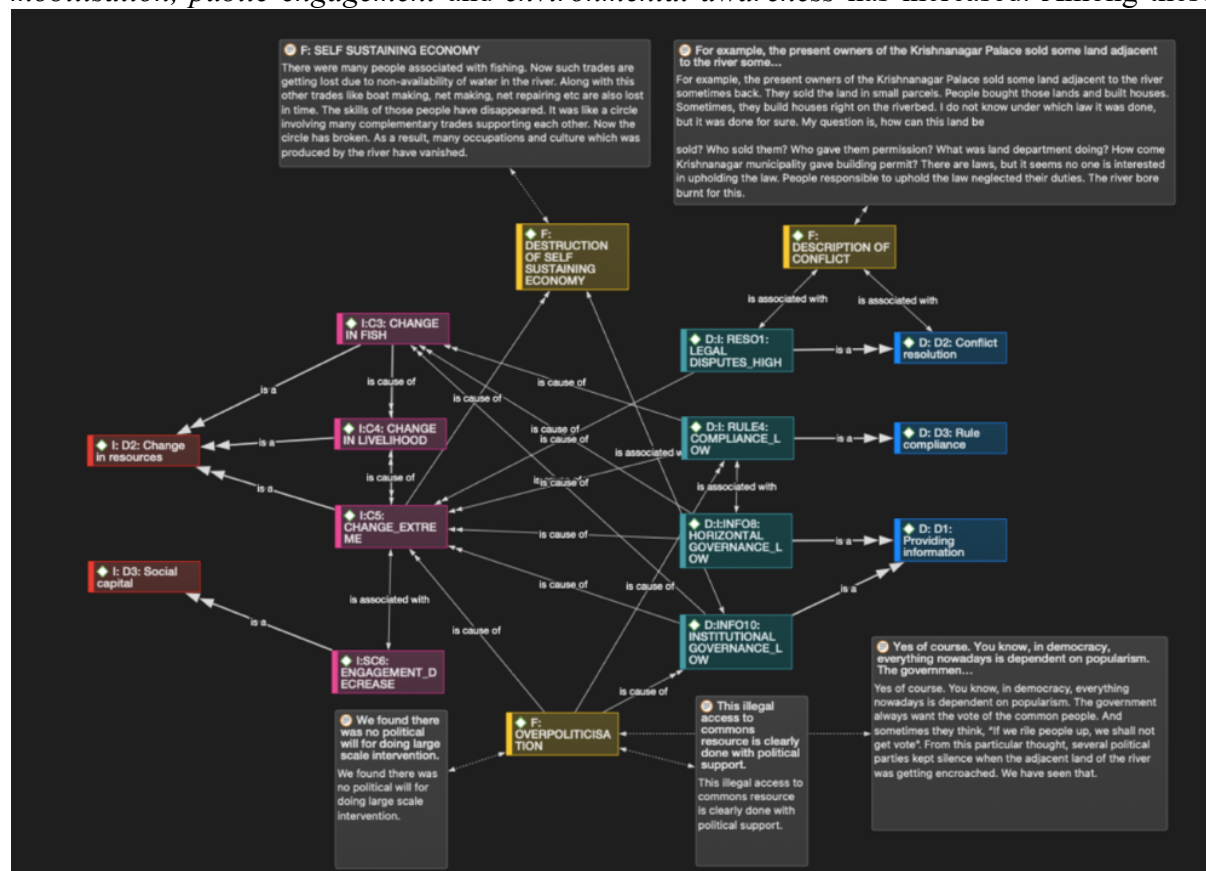 mobilisation, public engagement and environmental awareness has increased. Among
F: SELF SUSTAINING ECONOMY
There were many people associated with fishing. Now such trades are
getting lost due to non-availability of water in the river. Along with this
other trades like boat making, net making, net repairing etc are also lost
in time. The skills of those people have disappeared. It was like a circle
involving many complementary trades supporting each other. Now the
circle has broken. As a result, many occupations and culture which was
produced by the river have vanished.
For example, the present owners of the Krishnanagar Palace sold some land adjacent
to the river some...
For example, the present owners of the Krishnanagar Palace sold some land adjacent to the river
sometimes back. They sold the land in small parcels. People bought those lands and built houses.
Sometimes, they build houses right on the riverbed. I do not know under which law it was done,
but it was done for sure. My question is, how can this land be
sold? Who sold them? Who gave them permission? What was land department doing? How come
Krishnanagar municipality gave building permit? There are laws, but it seems no one is interested
in upholding the law. People responsible to uphold the law neglected their duties. The river bore
burnt for this.
F:
DESTRUCTION
OF SELF
SUSTAINING
ECONOMY
F:
DESCRIPTION OF
CONFLICT
is associated with
is associated with
I:C3: CHANGE
IN FISH
D:I: RESO1:
LEGAL
DISPUTES_HIGH
is a
D: D2: Conflict
resolution
is a
is cause of
is cause of
is cause of
I: D2: Change
in resources
is a
I:C4: CHANGE
IN LIVELIHOOD
is cause of
is cause of
D:I: RULE4:
COMPLIANCE_L
OW
is a
D: D3: Rule
compliance
is associated w
is cause of
is cause of
is associated with
is a
I:C5:
CHANGE_EXTRE
ME
is cause of
D:I:INFO8:
HORIZONTAL
GOVERNANCE_L
OW
is a
D: D1:
Providing
information
I: D3: Social
capital
is associated with
is cause of
is a
is a
is cause of
I:SC6:
ENGAGEMENT_D
ECREASE
D:INFO10:
INSTITUTIONAL
GOVERNANCE_L
OW
is cause of
F:
OVERPOLITICISA
TION
We found there
was no political
will for doing large
scale intervention.
We found there was
no political will for
doing large scale
intervention.
This illegal
access to
commons
resource is clearly
done with political
support.
This illegal access to
commons resource
is clearly done with
political support.
Yes of course. You know, in democracy,
everything nowadays is dependent on popularism.
The governmen...
Yes of course. You know, in democracy, everything
nowadays is dependent on popularism. The government
always want the vote of the common people. And
sometimes they think, "If we rile people up, we shall not
get vote". From this particular thought, several political
parties kept silence when the adjacent land of the river
was getting encroached. We have seen that.